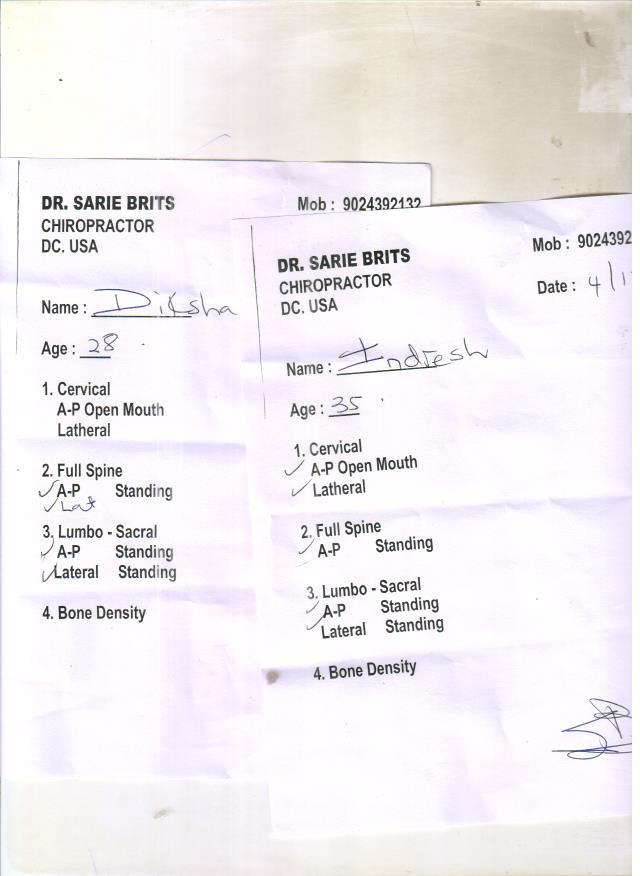 DR. SARIE BRITS
Mob : 9024392132
CHIROPRACTOR
DC. USA
Name : Diksha
Age : 28
1. Cervical
A-P Open Mouth
Latheral
2. Full Spine
✓A-P Standing
✓Lat
3. Lumbo - Sacral
✓A-P Standing
✓Lateral Standing
4. Bone Density
DR. SARIE BRITS
Mob : 9024392
CHIROPRACTOR
Date : 4/1
DC. USA
Name : Indresh
Age : 35
1. Cervical
✓A-P Open Mouth
✓Latheral
2. Full Spine
✓A-P Standing
3. Lumbo - Sacral
✓A-P Standing
✓Lateral Standing
4. Bone Density